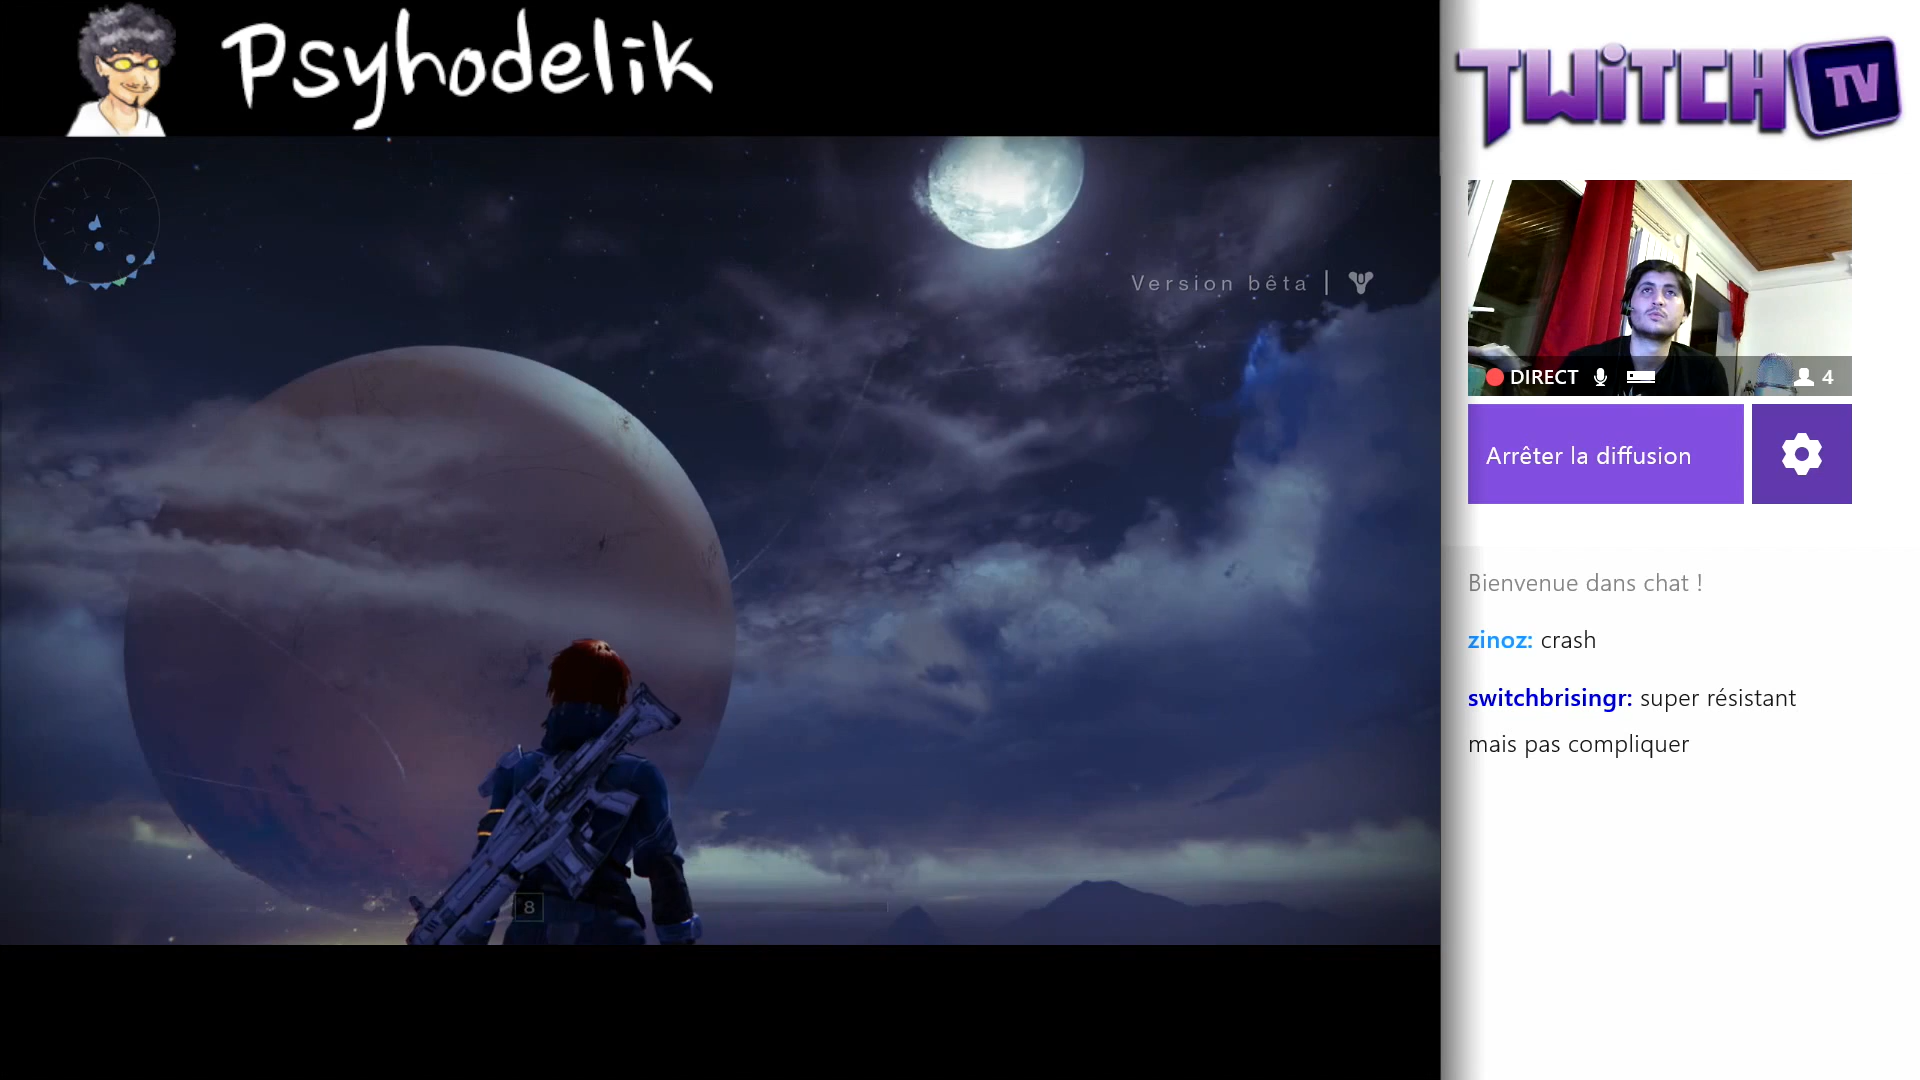 Psyhodelik
TWITCH TV
Version bêta
DIRECT
4
Arrêter la diffusion
Bienvenue dans chat !
zinoz: crash
switchbrisingr: super résistant
mais pas compliquer
8